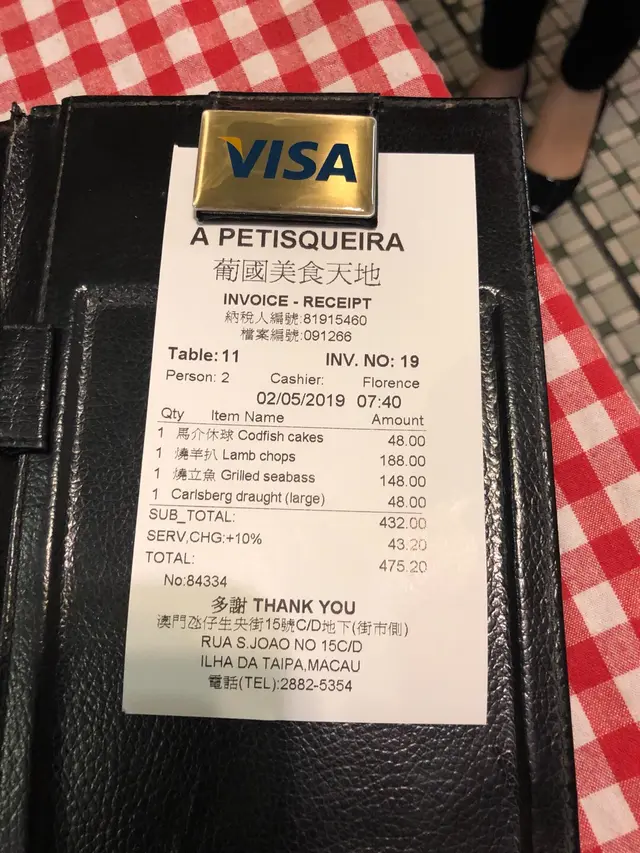 VISA
A PETISQUEIRA
葡國美食天地
INVOICE - RECEIPT
納稅人編號:81915460
檔案編號:091266
Table: 11 INV. NO: 19
Person: 2 Cashier: Florence
02/05/2019 07:40
Qty Item Name Amount
1 馬介休球 Codfish cakes 48.00
1 燒羊扒 Lamb chops 188.00
1 燒立魚 Grilled seabass 148.00
1 Carlsberg draught (large) 48.00
SUB_TOTAL: 432.00
SERV,CHG:+10% 43.20
TOTAL: 475.20
No:84334
多謝 THANK YOU
澳門氹仔生央街15號C/D地下(街市側)
RUA S.JOAO NO 15C/D
ILHA DA TAIPA,MACAU
電話(TEL):2882-5354